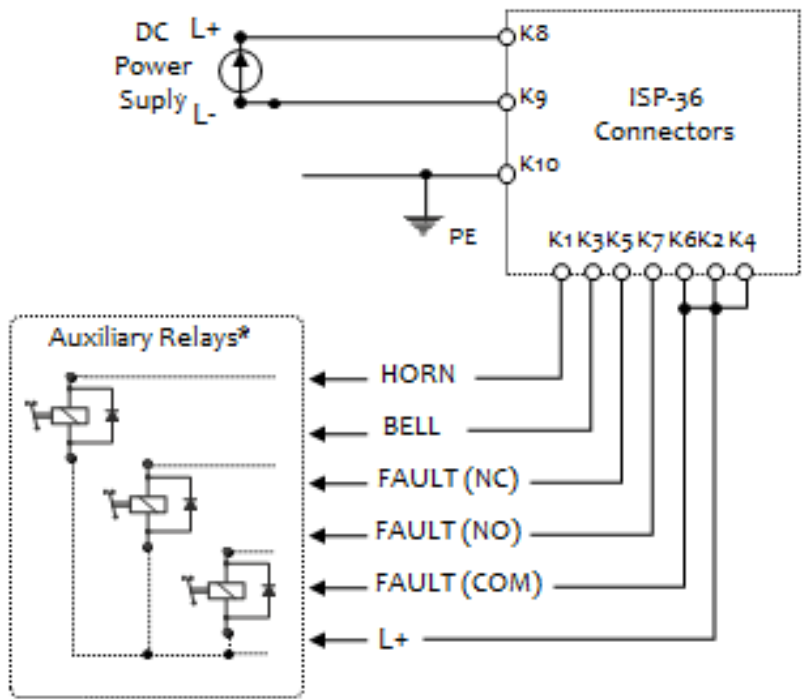 DC
Power
Suply
L+
L-
K8
K9
K10
ISP-36
Connectors
PE
K1 K3 K5 K7 K6 K2 K4
Auxiliary Relays*
HORN
BELL
FAULT (NC)
FAULT (NO)
FAULT (COM)
L+